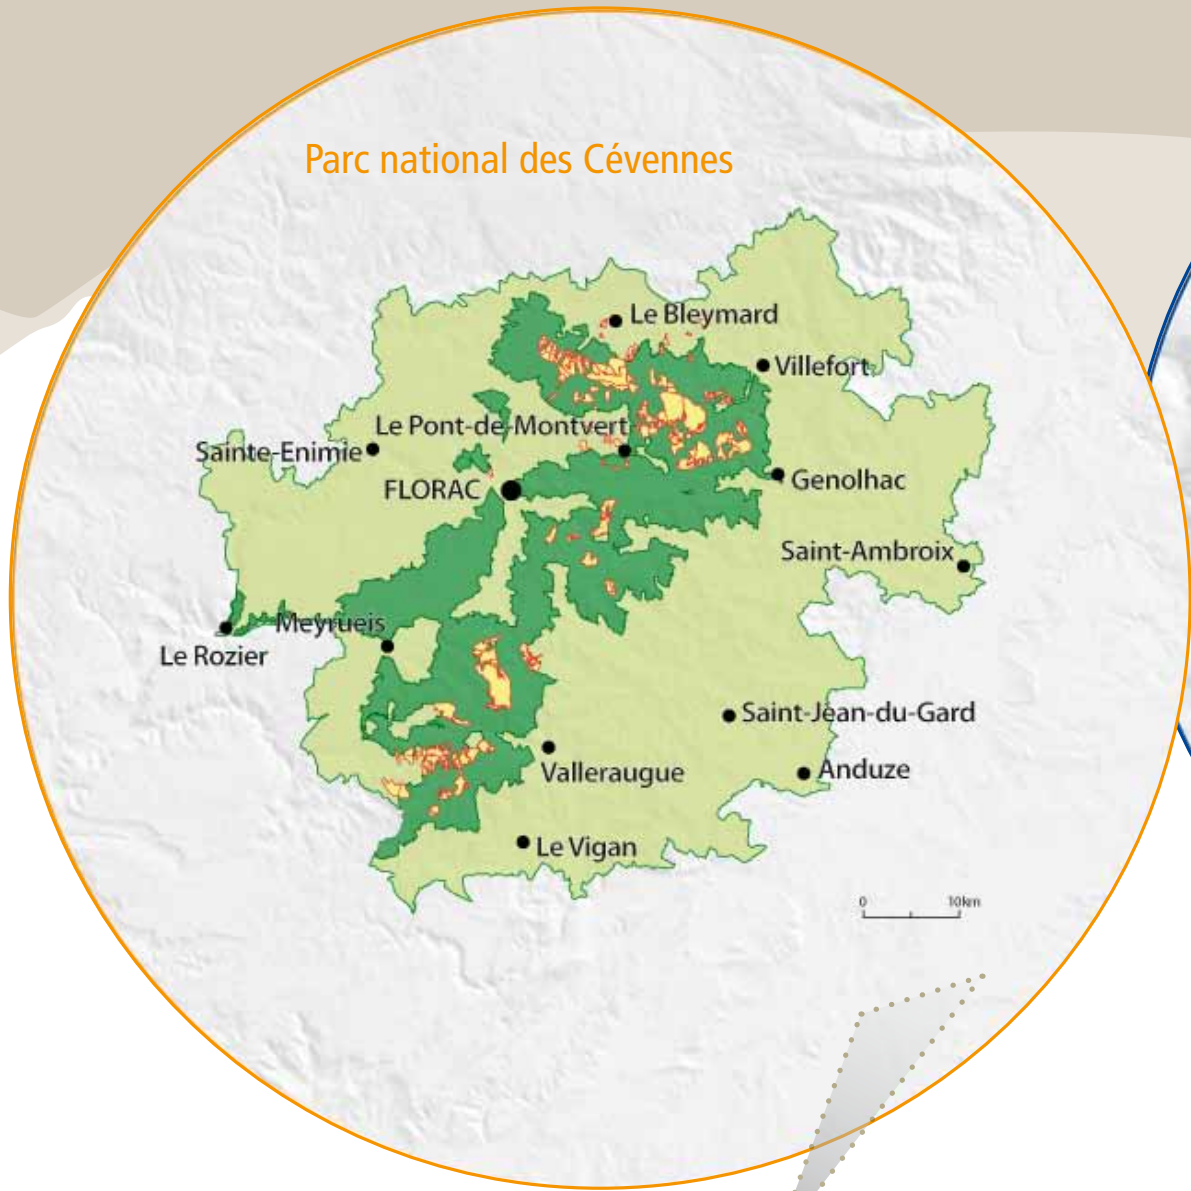 Parc national des Cévennes
Le Bleymard
Villefort
Le Pont-de-Montvert
Sainte-Enimie
FLORAC
Genolhac
Saint-Ambroix
Meyrueis
Le Rozier
Saint-Jean-du-Gard
Valleraugue
Anduze
Le Vigan
0 10km